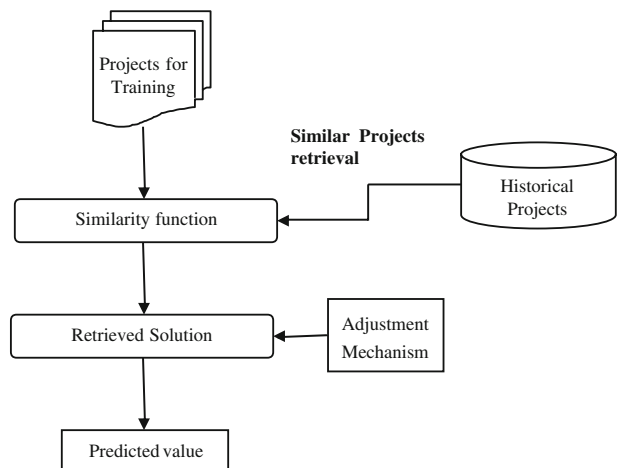 Projects for
Training
Similar Projects
retrieval
Historical
Projects
Similarity function
Retrieved Solution
Adjustment
Mechanism
Predicted value